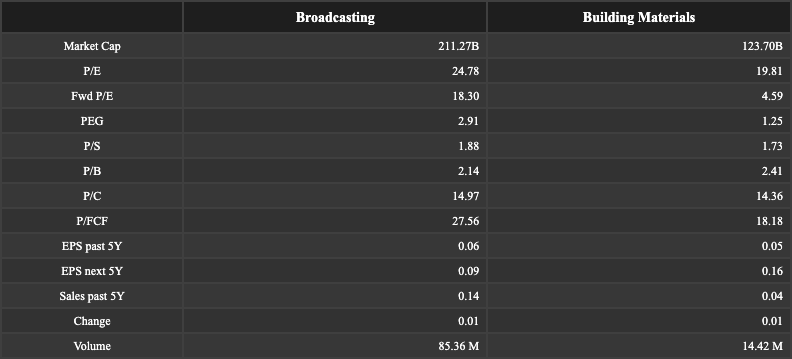 Broadcasting Building Materials
Market Cap 211.27B 123.70B
P/E 24.78 19.81
Fwd P/E 18.30 4.59
PEG 2.91 1.25
P/S 1.88 1.73
P/B 2.14 2.41
P/C 14.97 14.36
P/FCF 27.56 18.18
EPS past 5Y 0.06 0.05
EPS next 5Y 0.09 0.16
Sales past 5Y 0.14 0.04
Change 0.01 0.01
Volume 85.36 M 14.42 M